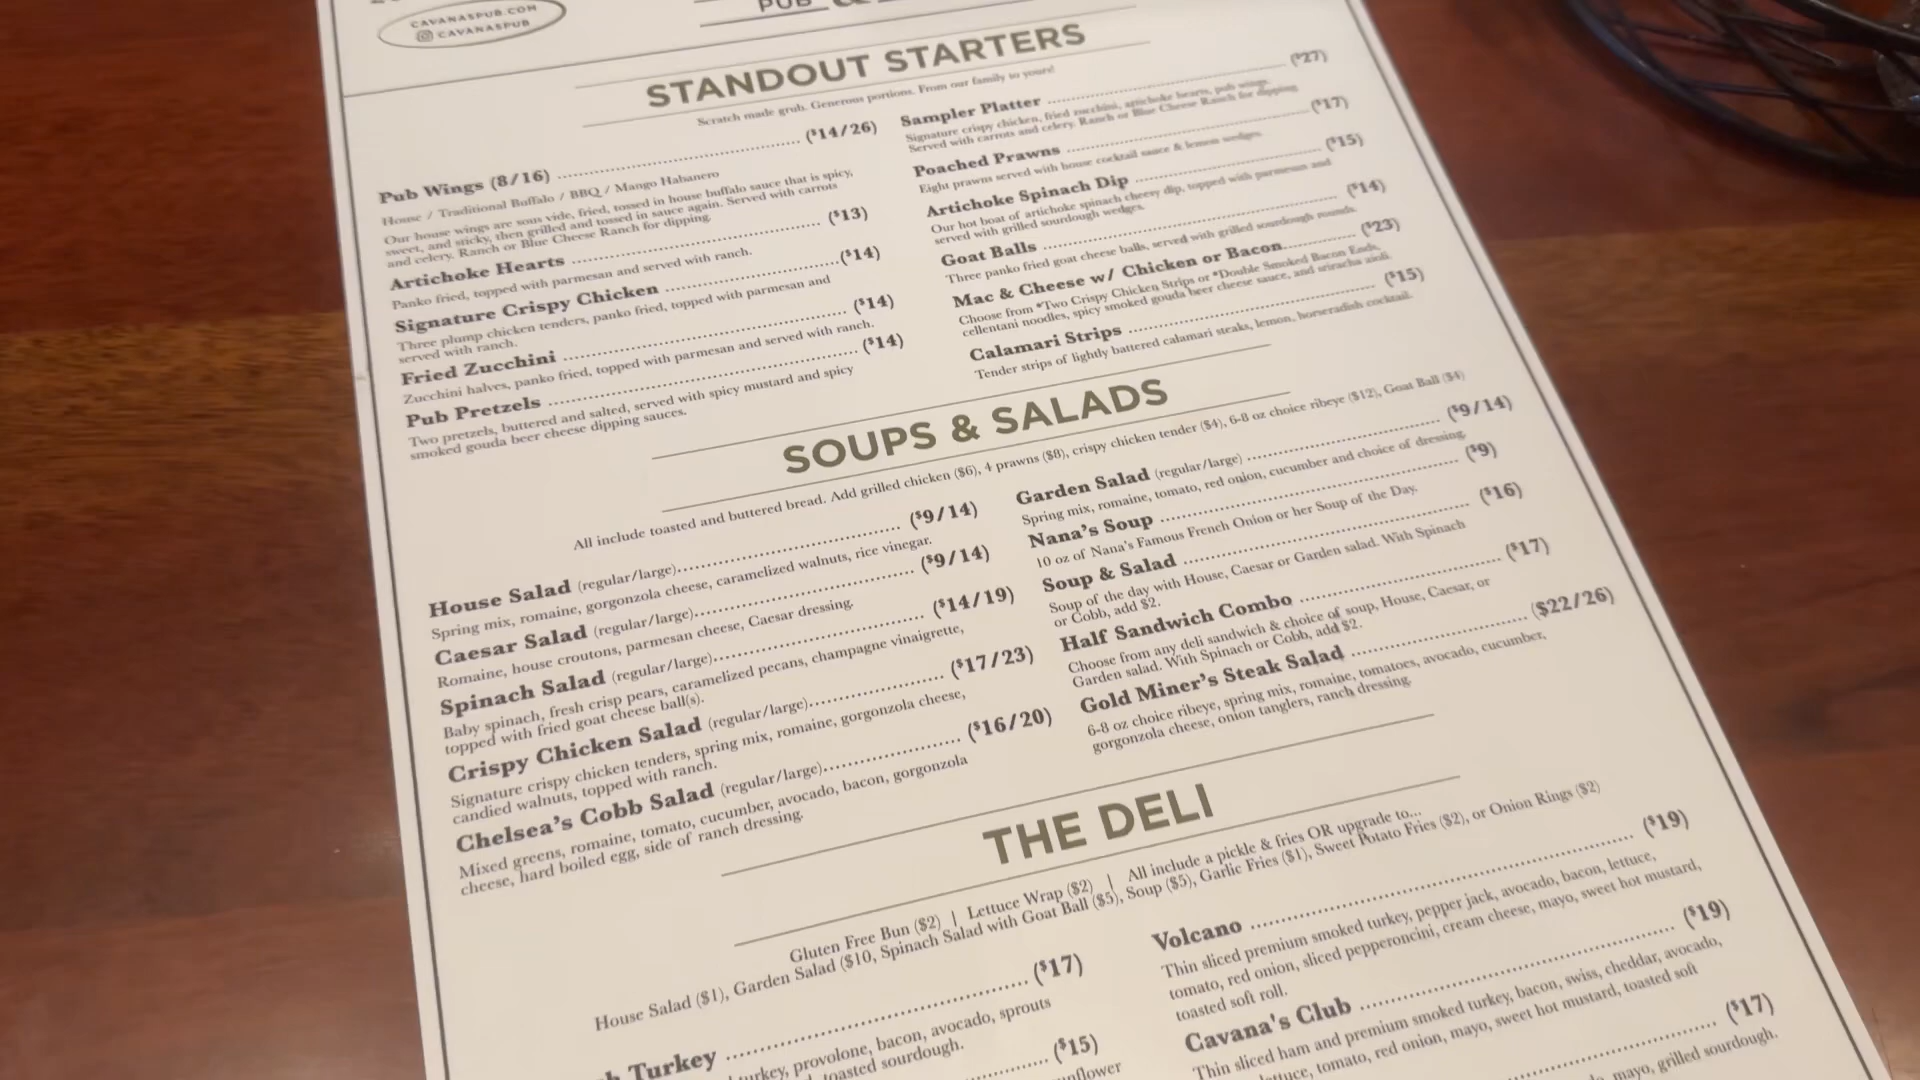 CAVANASPUB.COM
CAVANASPUB
PUB &
STANDOUT STARTERS
Scratch made grub. Generous portions. From our family to yours!
Pub Wings (8/16) ($14/26)
House / Traditional Buffalo / BBQ / Mango Habanero
Our house wings are sous vide, fried, tossed in house buffalo sauce that is spicy,
sweet, and sticky, then grilled and tossed in sauce again. Served with carrots
and celery. Ranch or Blue Cheese Ranch for dipping.
Artichoke Hearts ($13)
Panko fried, topped with parmesan and served with ranch.
Signature Crispy Chicken ($14)
Three plump chicken tenders, panko fried, topped with parmesan and
served with ranch.
Fried Zucchini ($14)
Zucchini halves, panko fried, topped with parmesan and served with ranch.
Pub Pretzels ($14)
Two pretzels, buttered and salted, served with spicy mustard and spicy
smoked gouda beer cheese dipping sauces.
Sampler Platter ($27)
Signature crispy chicken, fried zucchini, artichoke hearts, pub wings.
Served with carrots and celery. Ranch or Blue Cheese Ranch for dipping
Poached Prawns ($17)
Eight prawns served with house cocktail sauce & lemon wedges.
Artichoke Spinach Dip ($15)
Our hot boat of artichoke spinach cheesy dip, topped with parmesan and
served with grilled sourdough wedges.
Goat Balls ($14)
Three panko fried goat cheese balls, served with grilled sourdough rounds.
Mac & Cheese w/ Chicken or Bacon ($23)
Choose from *Two Crispy Chicken Strips or *Double Smoked Bacon Ends,
cellentani noodles, spicy smoked gouda beer cheese sauce, and sriracha aioli.
Calamari Strips ($15)
Tender strips of lightly battered calamari steaks, lemon, horseradish cocktail.
SOUPS & SALADS
All include toasted and buttered bread. Add grilled chicken ($6), 4 prawns ($8), crispy chicken tender ($4), 6-8 oz choice ribeye ($12), Goat Ball ($4)
House Salad (regular/large) ($9/14)
Spring mix, romaine, gorgonzola cheese, caramelized walnuts, rice vinegar.
Caesar Salad (regular/large) ($9/14)
Romaine, house croutons, parmesan cheese, Caesar dressing.
Spinach Salad (regular/large) ($14/19)
Baby spinach, fresh crisp pears, caramelized pecans, champagne vinaigrette,
topped with fried goat cheese ball(s).
Crispy Chicken Salad (regular/large) ($17/23)
Signature crispy chicken tenders, spring mix, romaine, gorgonzola cheese,
candied walnuts, topped with ranch.
Chelsea's Cobb Salad (regular/large) ($16/20)
Mixed greens, romaine, tomato, cucumber, avocado, bacon, gorgonzola
cheese, hard boiled egg, side of ranch dressing.
Garden Salad (regular/large) ($9/14)
Spring mix, romaine, tomato, red onion, cucumber and choice of dressing.
Nana's Soup ($9)
10 oz of Nana's Famous French Onion or her Soup of the Day.
Soup & Salad ($16)
Soup of the day with House, Caesar or Garden salad. With Spinach
or Cobb, add $2.
Half Sandwich Combo ($17)
Choose from any deli sandwich & choice of soup, House, Caesar, or
Garden salad. With Spinach or Cobb, add $2.
Gold Miner's Steak Salad ($22/26)
6-8 oz choice ribeye, spring mix, romaine, tomatoes, avocado, cucumber,
gorgonzola cheese, onion tanglers, ranch dressing.
THE DELI
Gluten Free Bun ($2) | Lettuce Wrap ($2) | All include a pickle & fries OR upgrade to...
House Salad ($1), Garden Salad ($10, Spinach Salad with Goat Ball ($5), Soup ($5), Garlic Fries ($1), Sweet Potato Fries ($2), or Onion Rings ($2)
Turkey ($17)
provolone, bacon, avocado, sprouts
toasted sourdough.
($15)
Volcano ($19)
Thin sliced premium smoked turkey, pepper jack, avocado, bacon, lettuce,
tomato, red onion, sliced pepperoncini, cream cheese, mayo, sweet hot mustard,
toasted soft roll.
Cavana's Club ($19)
Thin sliced ham and premium smoked turkey, bacon, swiss, cheddar, avocado,
lettuce, tomato, red onion, mayo, sweet hot mustard, toasted soft
($17)
mayo, grilled sourdough.